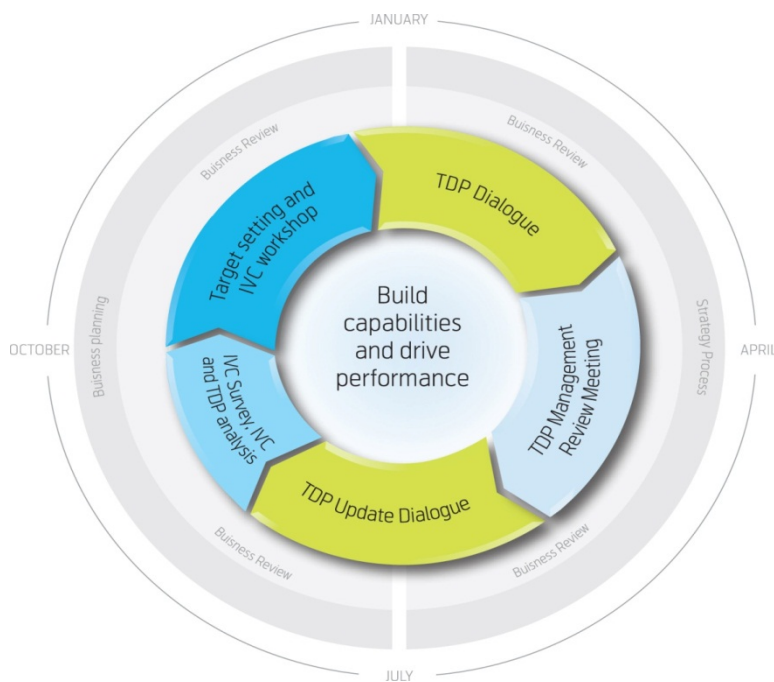 JANUARY
Buisness Review
Buisness Review
Target setting and
IVC workshop
TDP Dialogue
Build
capabilities
and drive
performance
OCTOBER
Buisness planning
Strategy Process
APRIL
IVC Survey, IVC
and TDP analysis
TDP Management
Review Meeting
TDP Update Dialogue
Buisness Review
Buisness Review
JULY